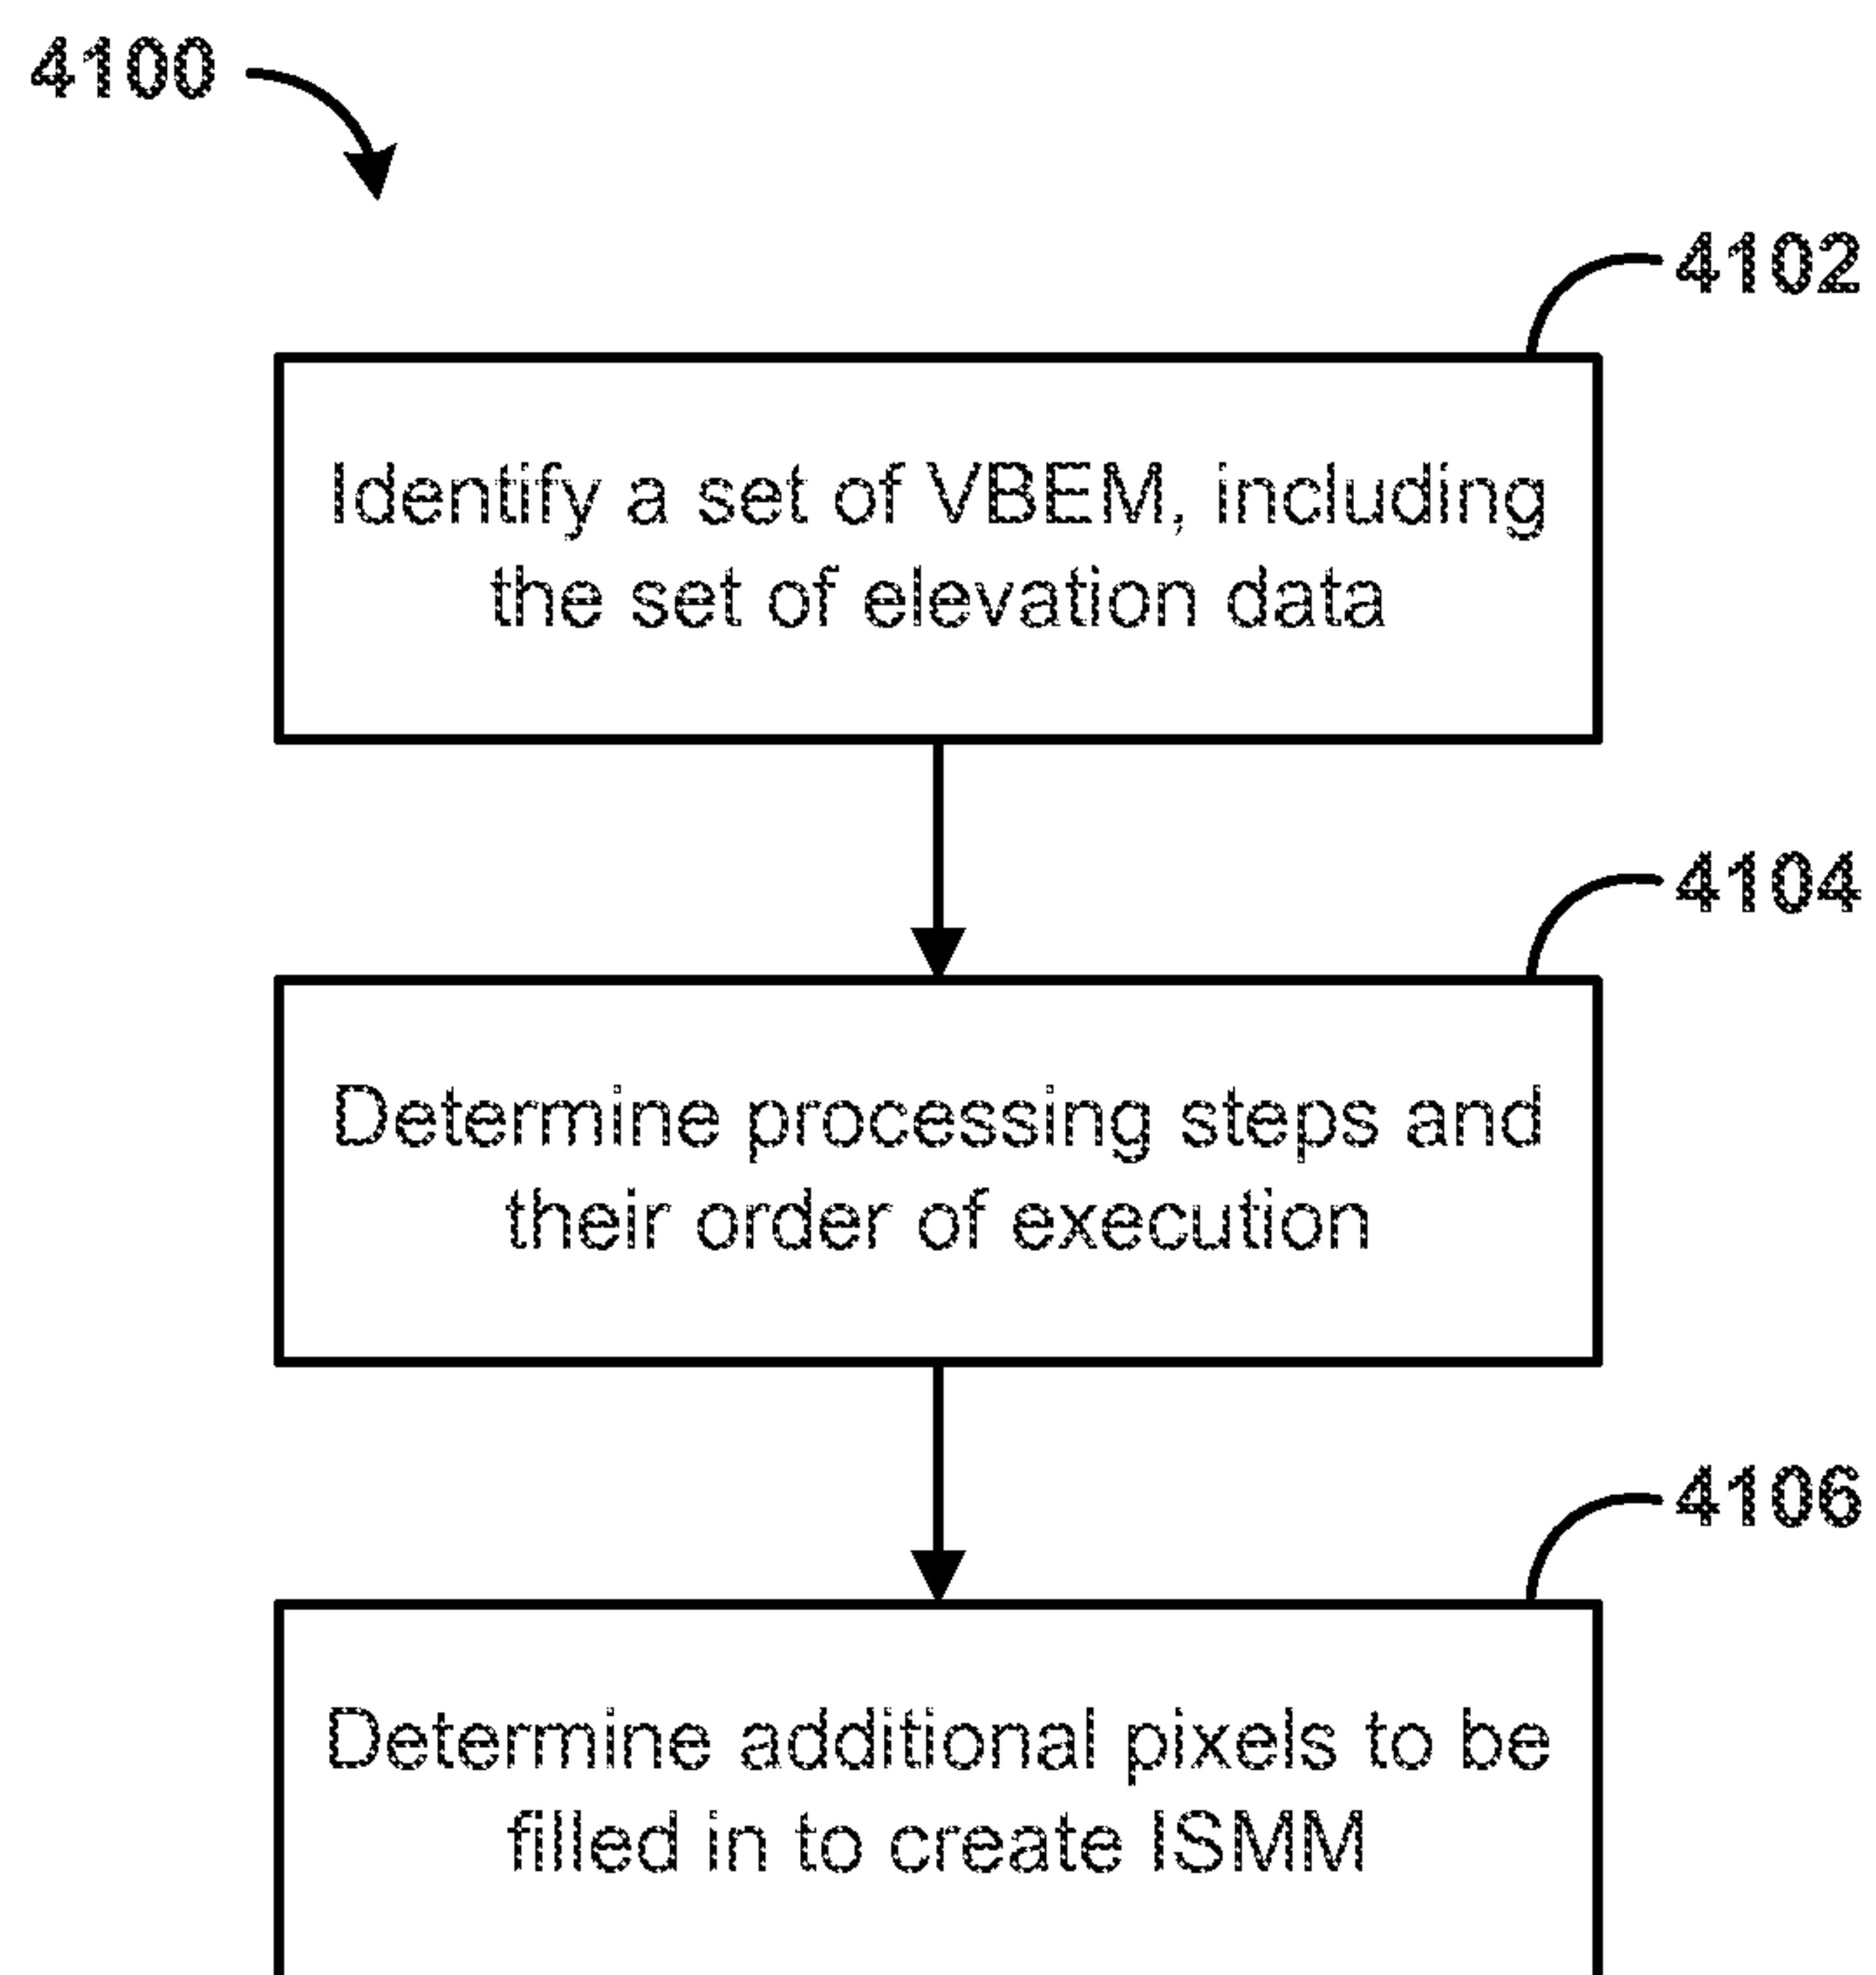 4100
4102
Identify a set of VBEM, including
the set of elevation data
4104
Determine processing steps and
their order of execution
4106
Determine additional pixels to be
filled in to create ISMM